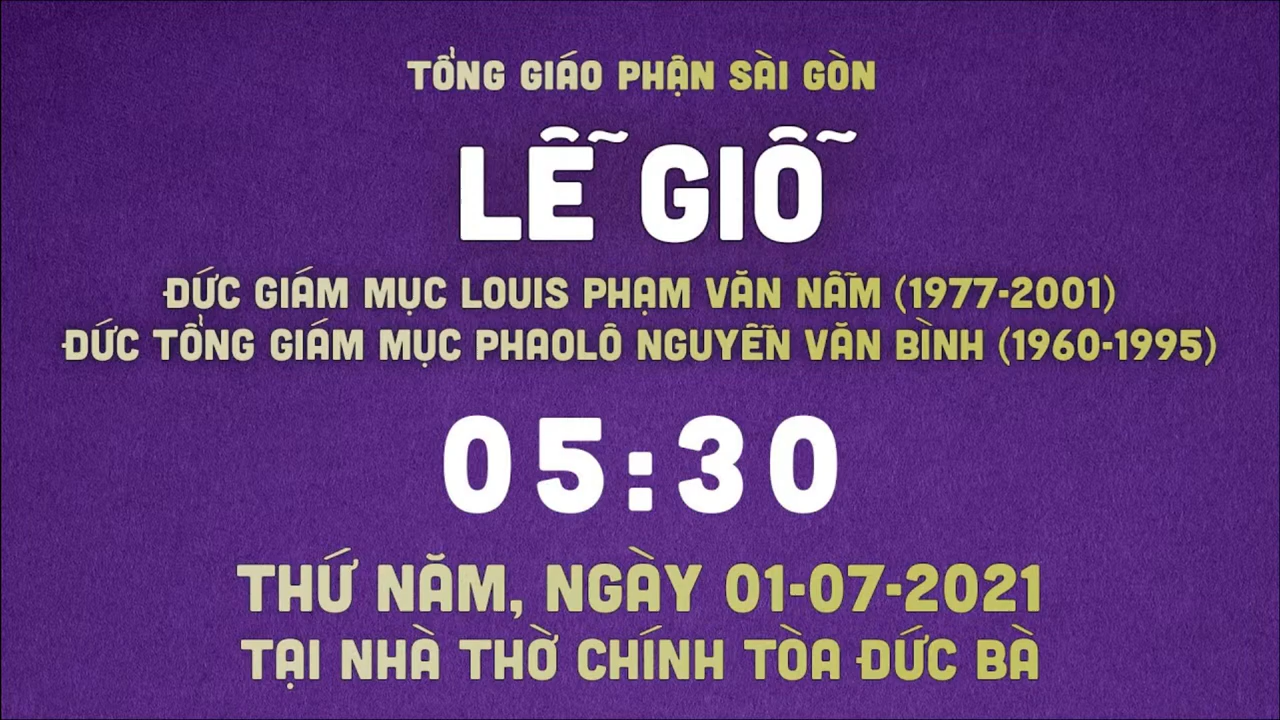 TỔNG GIÁO PHẬN SÀI GÒN
LỄ GIỖ
ĐỨC GIÁM MỤC LOUIS PHẠM VĂN NẪM (1977-2001)
ĐỨC TỔNG GIÁM MỤC PHAOLÔ NGUYỄN VĂN BÌNH (1960-1995)
05:30
THỨ NĂM, NGÀY 01-07-2021
TẠI NHÀ THỜ CHÍNH TÒA ĐỨC BÀ